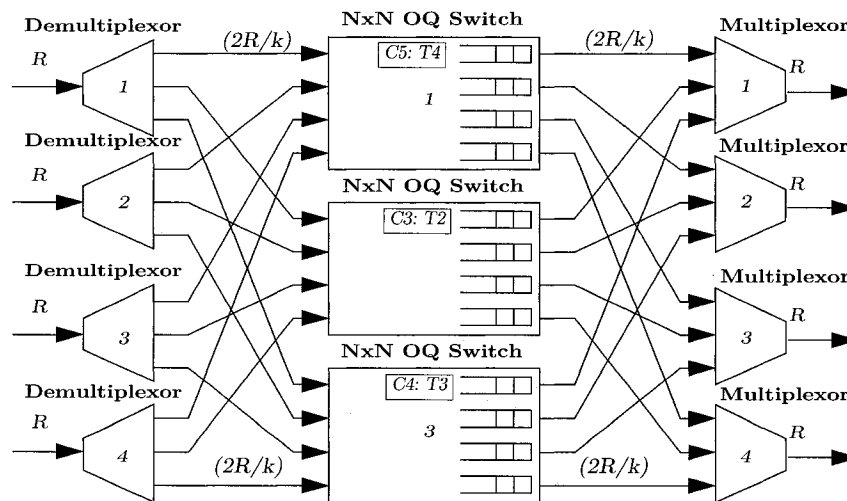 Demultiplexor
NxN OQ Switch
Multiplexor
R
(2R/k)
C5: T4
(2R/k)
R
1
1
1
Demultiplexor
Multiplexor
R
NxN OQ Switch
R
2
C3: T2
2
Demultiplexor
Multiplexor
R
R
3
NxN OQ Switch
3
Demultiplexor
C4: T3
Multiplexor
R
3
R
4
4
(2R/k)
(2R/k)